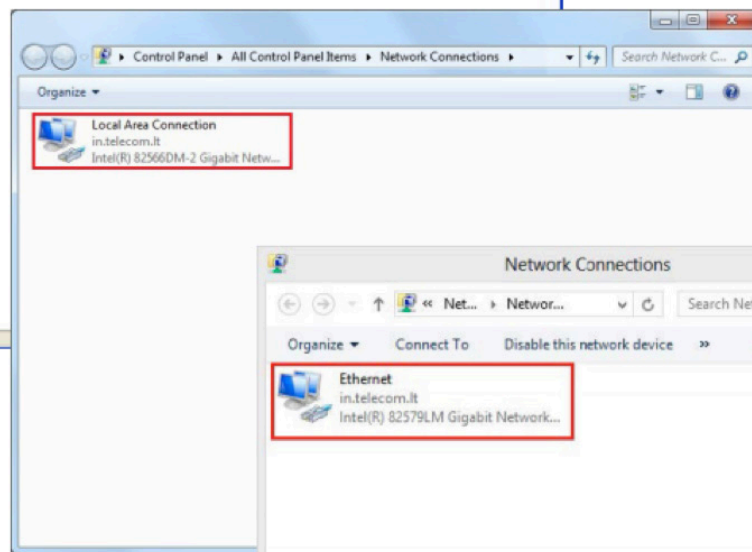 Control Panel ▸ All Control Panel Items ▸ Network Connections ▸
Search Network C...
Organize
Local Area Connection
in.telecom.lt
Intel(R) 82566DM-2 Gigabit Netw...
Network Connections
« Net... ▸ Networ...
Search Net
Organize Connect To Disable this network device »
Ethernet
in.telecom.lt
Intel(R) 82579LM Gigabit Network...